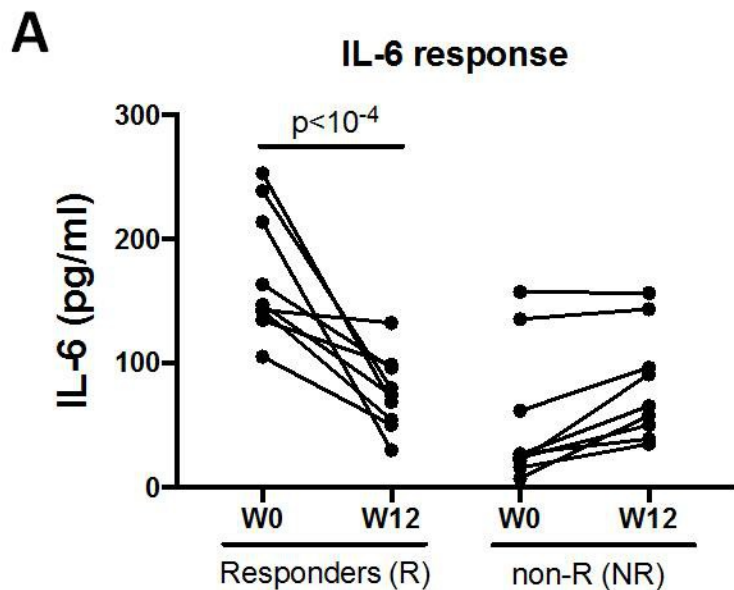 A
IL-6 response
p<10⁻⁴
300
200
100
0
IL-6 (pg/ml)
W0 W12 W0 W12
Responders (R) non-R (NR)